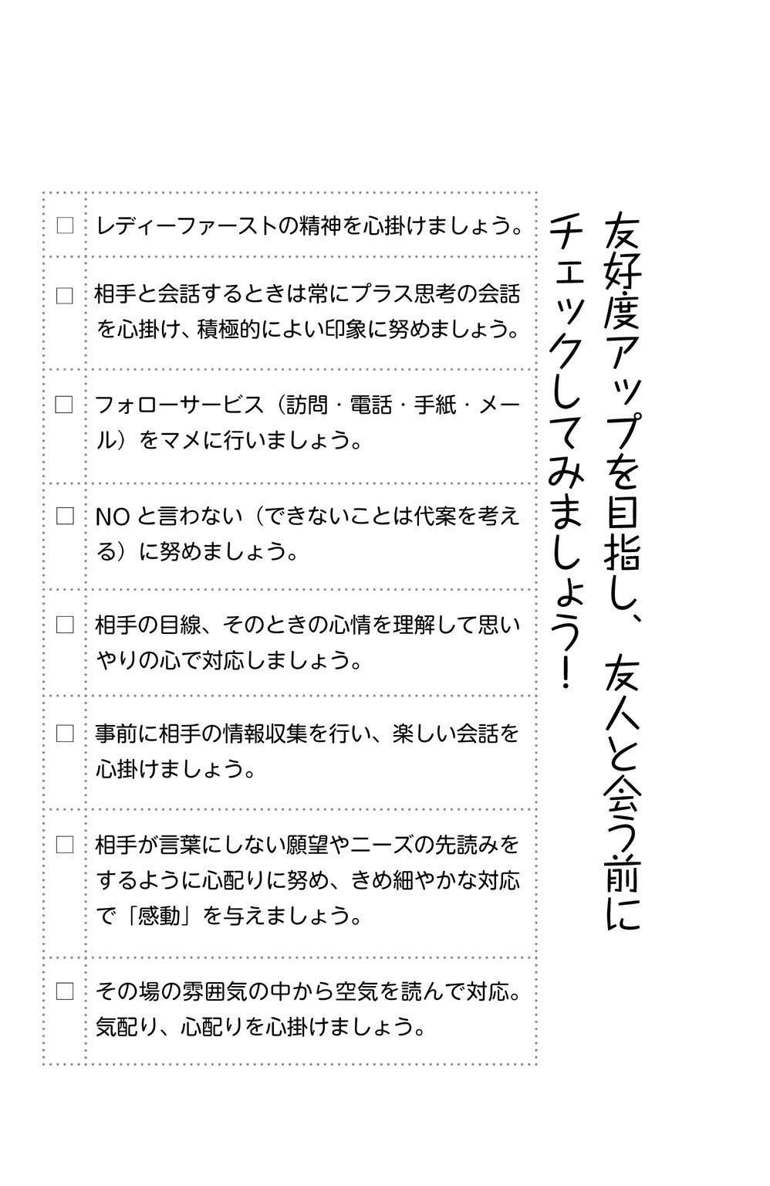 友好度アップを目指し、友人と会う前に
チェックしてみましょう！
□ レディーファーストの精神を心掛けましょう。
□ 相手と会話するときは常にプラス思考の会話
を心掛け、積極的によい印象に努めましょう。
□ フォローサービス（訪問・電話・手紙・メー
ル）をマメに行いましょう。
□ NOと言わない（できないことは代案を考え
る）に努めましょう。
□ 相手の目線、そのときの心情を理解して思い
やりの心で対応しましょう。
□ 事前に相手の情報収集を行い、楽しい会話を
心掛けましょう。
□ 相手が言葉にしない願望やニーズの先読みを
するように心配りに努め、きめ細やかな対応
で「感動」を与えましょう。
□ その場の雰囲気の中から空気を読んで対応。
気配り、心配りを心掛けましょう。